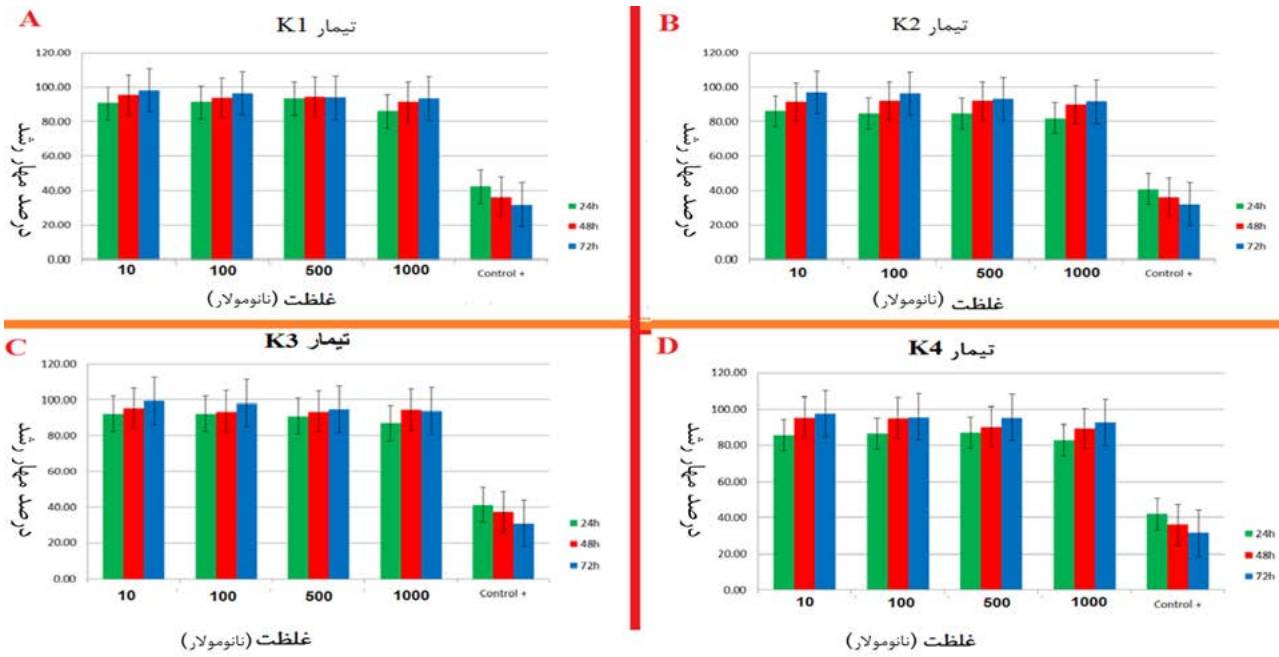 A
تیمار K1
120.00
100.00
80.00
60.00
40.00
20.00
0.00
درصد مهار رشد
10 100 500 1000 Control +
غلظت (نانومولار)
24h
48h
72h
B
تیمار K2
120.00
100.00
80.00
60.00
40.00
20.00
0.00
درصد مهار رشد
10 100 500 1000 Control +
غلظت (نانومولار)
24h
48h
72h
C
تیمار K3
120.00
100.00
80.00
60.00
40.00
20.00
0.00
درصد مهار رشد
10 100 500 1000 Control +
غلظت (نانومولار)
24h
48h
72h
D
تیمار K4
120.00
100.00
80.00
60.00
40.00
20.00
0.00
درصد مهار رشد
10 100 500 1000 Control +
غلظت (نانومولار)
24h
48h
72h